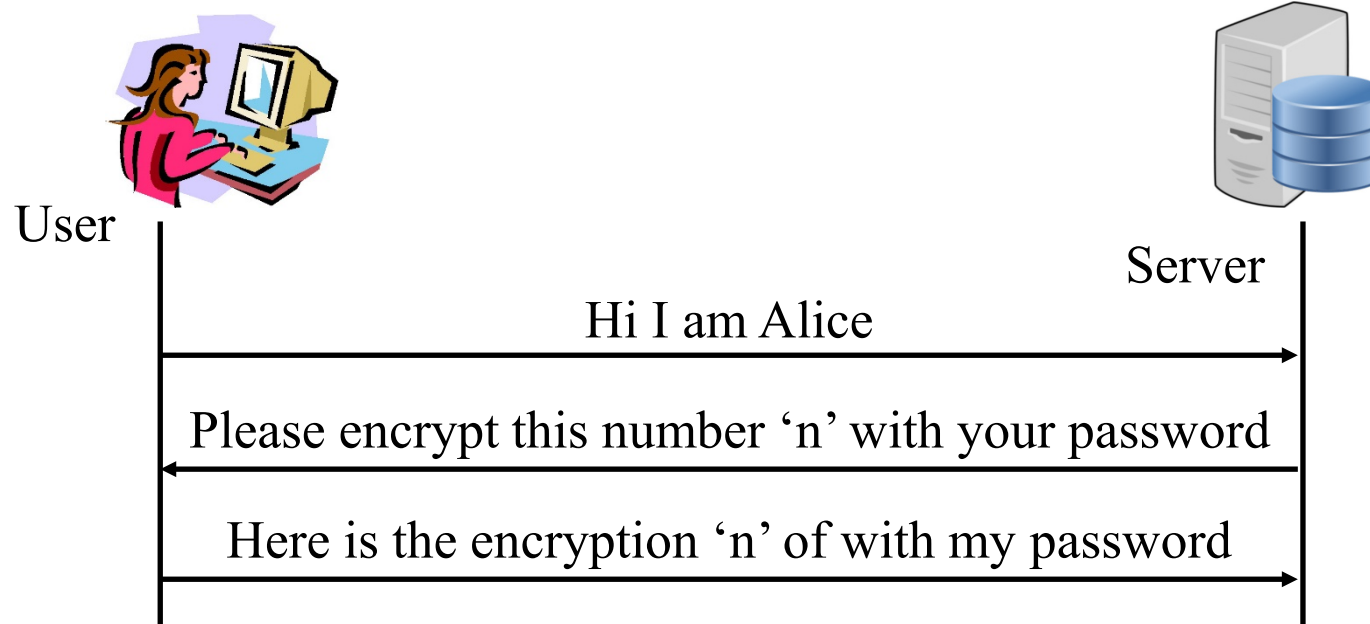 User
Server
Hi I am Alice
Please encrypt this number ‘n’ with your password
Here is the encryption ‘n’ of with my password